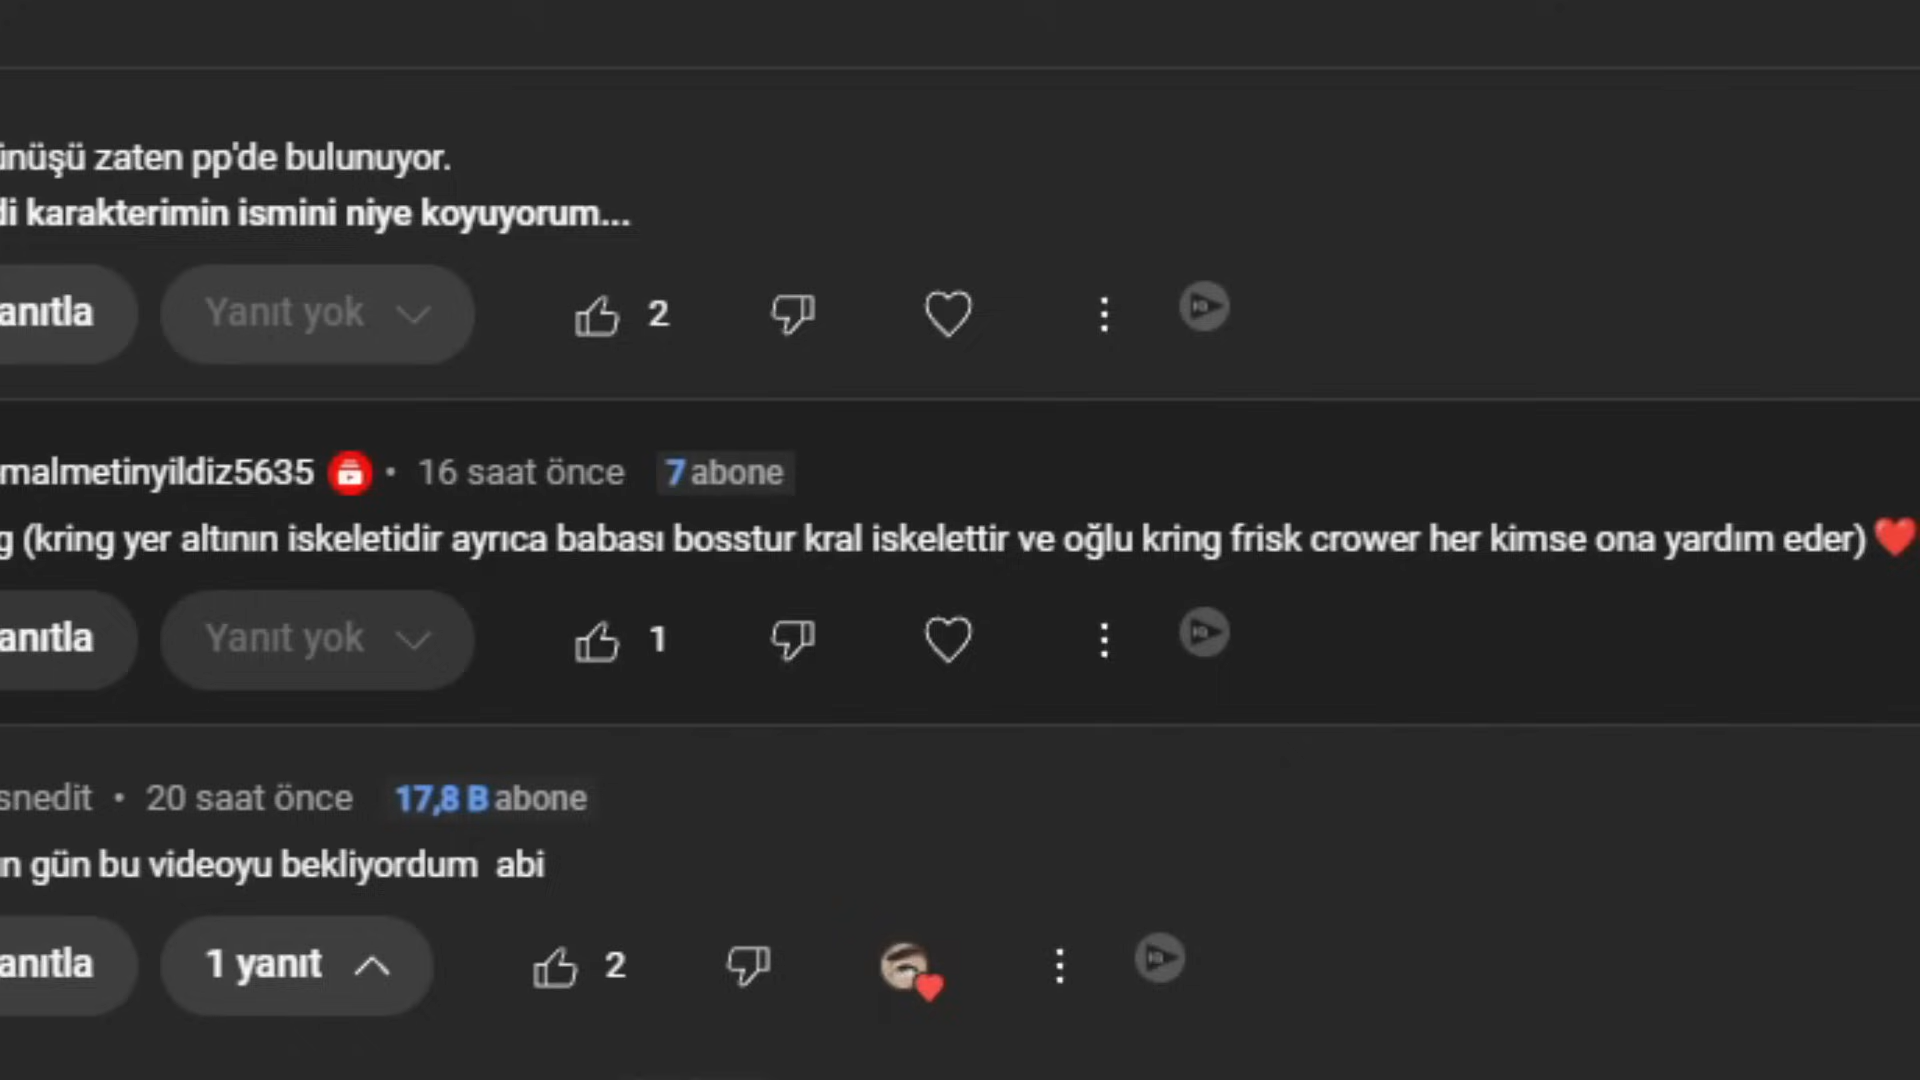 ünüşü zaten pp'de bulunuyor.
di karakterimin ismini niye koyuyorum...
anıtla Yanıt yok 2
malmetinyildiz5635 • 16 saat önce 7 abone
g (kring yer altının iskeletidir ayrıca babası bosstur kral iskelettir ve oğlu kring frisk crower her kimse ona yardım eder)❤️
anıtla Yanıt yok 1
snedit • 20 saat önce 17,8 B abone
ün gün bu videoyu bekliyordum abi
anıtla 1 yanıt 2